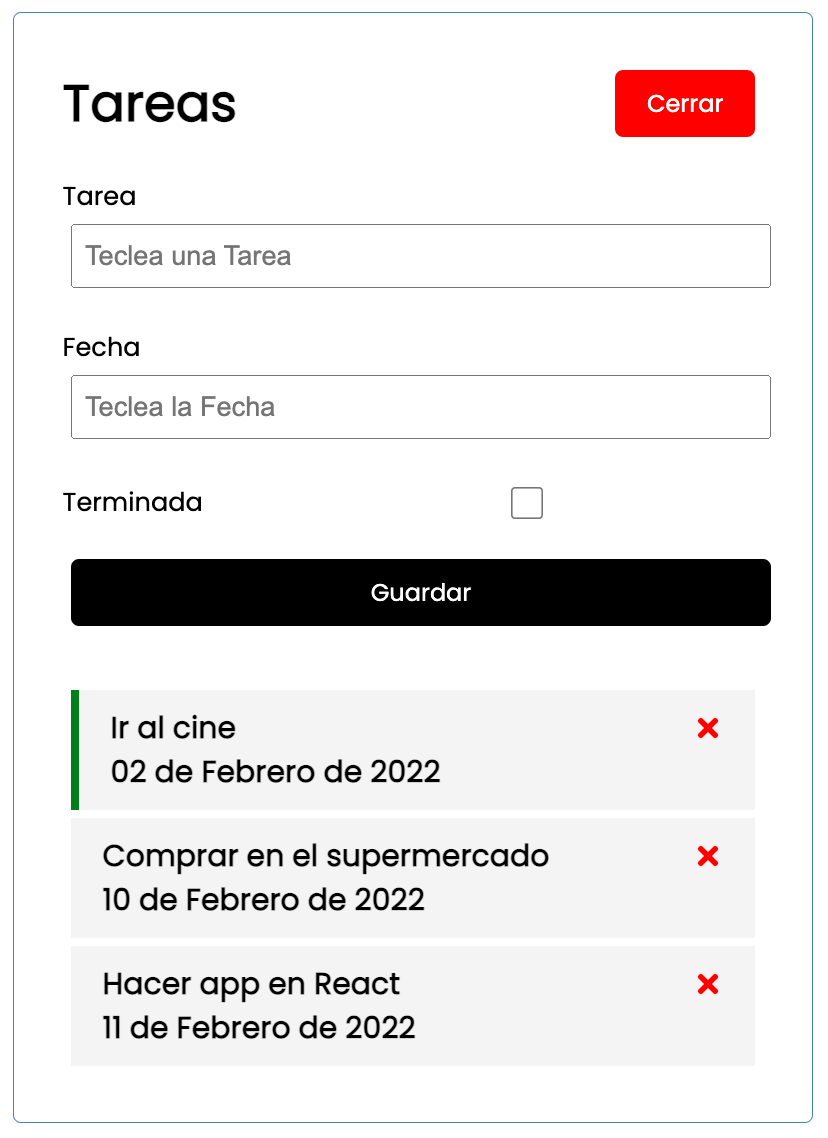 Tareas
Cerrar
Tarea
Teclea una Tarea
Fecha
Teclea la Fecha
Terminada
Guardar
Ir al cine
02 de Febrero de 2022
Comprar en el supermercado
10 de Febrero de 2022
Hacer app en React
11 de Febrero de 2022